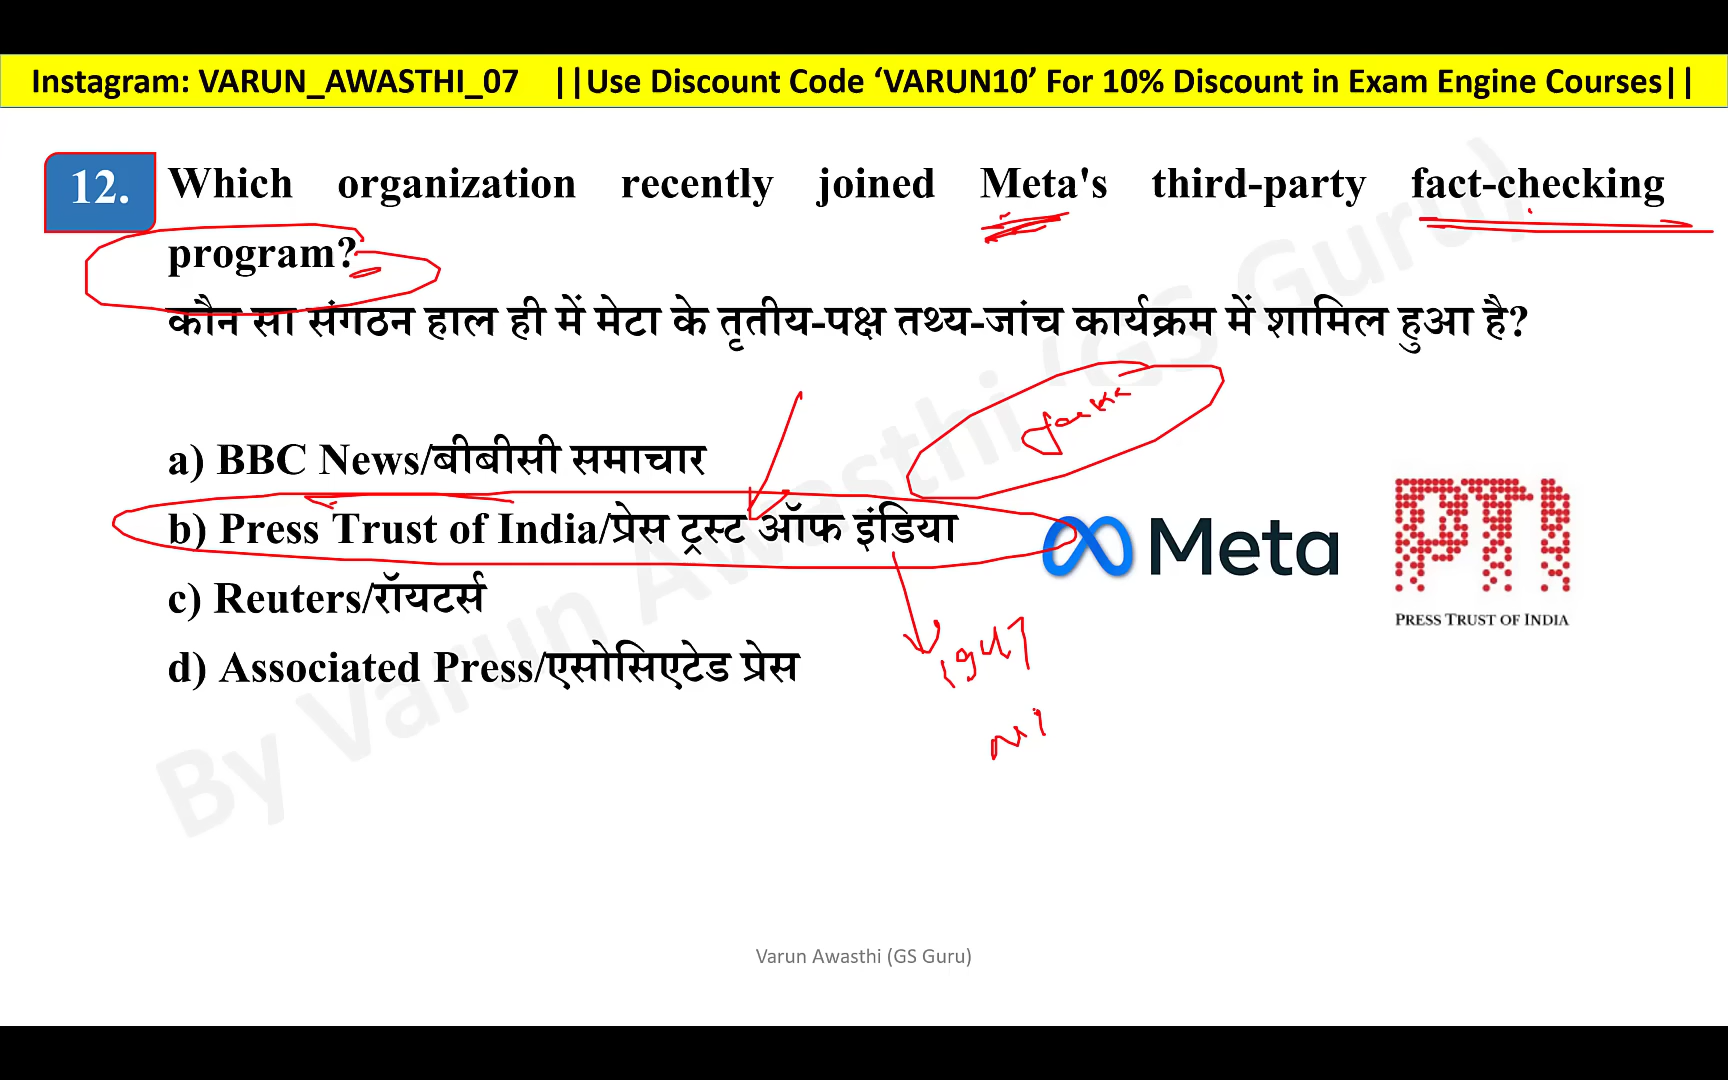 Instagram: VARUN_AWASTHI_07 ||Use Discount Code ‘VARUN10’ For 10% Discount in Exam Engine Courses||
12. Which organization recently joined Meta's third-party fact-checking
program?
कौन सा संगठन हाल ही में मेटा के तृतीय-पक्ष तथ्य-जांच कार्यक्रम में शामिल हुआ है?
a) BBC News/बीबीसी समाचार
b) Press Trust of India/प्रेस ट्रस्ट ऑफ इंडिया
c) Reuters/रॉयटर्स
d) Associated Press/एसोसिएटेड प्रेस
Meta
PTI
PRESS TRUST OF INDIA
1947
By Varun Awasthi (GS Guru)
Varun Awasthi (GS Guru)